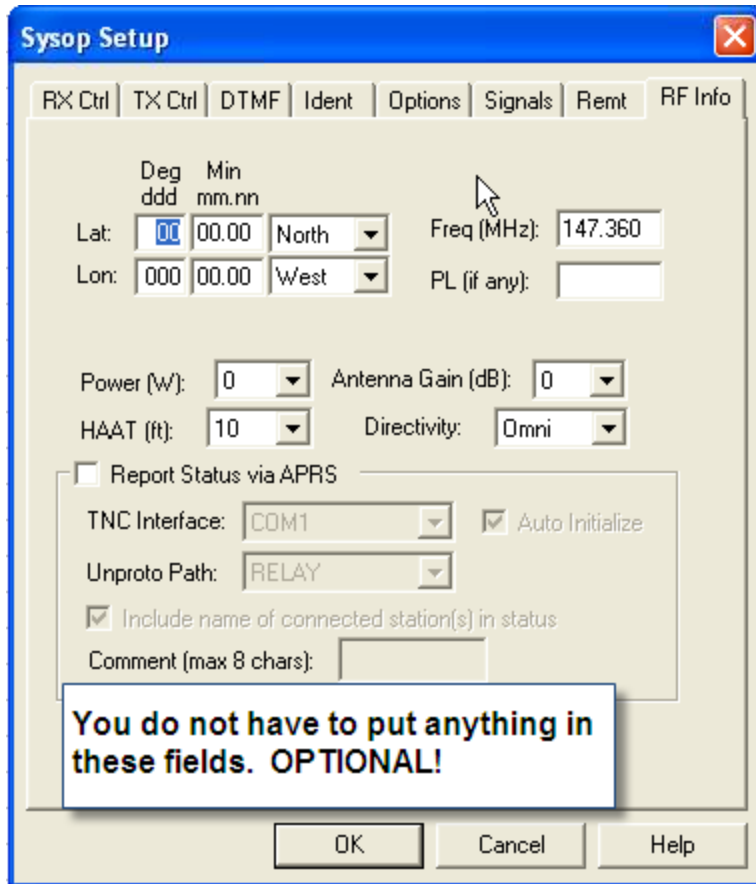 Sysop Setup
RX Ctrl TX Ctrl DTMF Ident Options Signals Remt RF Info
Deg Min
ddd mm.nn
Lat: 00 00.00 North Freq (MHz): 147.360
Lon: 000 00.00 West PL (if any):
Power (W): 0 Antenna Gain (dB): 0
HAAT (ft): 10 Directivity: Omni
Report Status via APRS
TNC Interface: COM1 Auto Initialize
Unproto Path: RELAY
Include name of connected station(s) in status
Comment (max 8 chars):
You do not have to put anything in
these fields. OPTIONAL!
OK Cancel Help